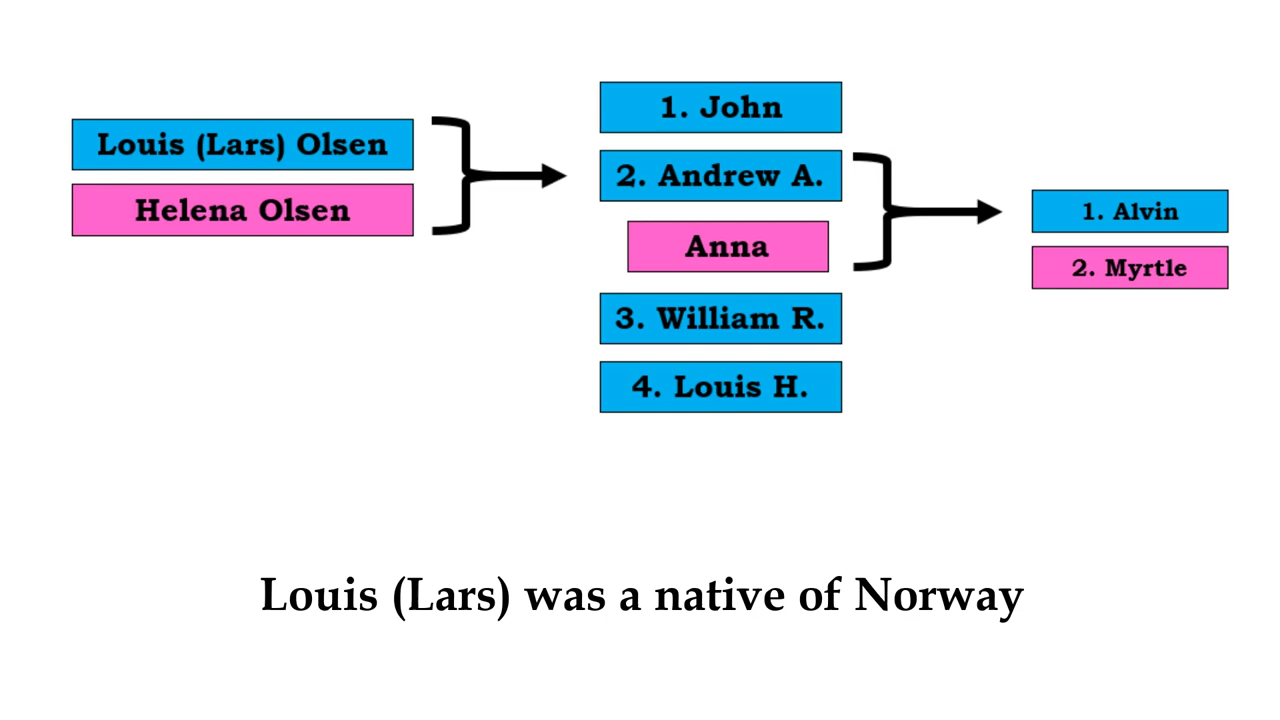 Louis (Lars) Olsen
Helena Olsen
1. John
2. Andrew A.
Anna
3. William R.
4. Louis H.
1. Alvin
2. Myrtle
Louis (Lars) was a native of Norway